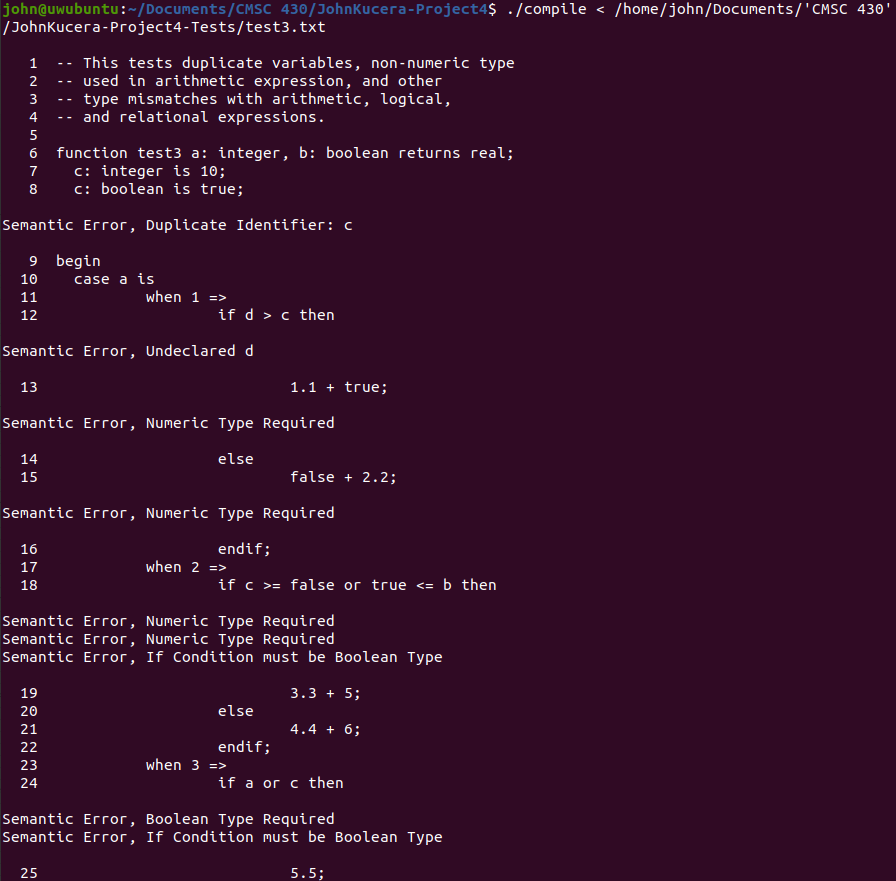 john@uwubuntu:~/Documents/CMSC 430/JohnKucera-Project4$ ./compile < /home/john/Documents/'CMSC 430'
/JohnKucera-Project4-Tests/test3.txt
1 -- This tests duplicate variables, non-numeric type
2 -- used in arithmetic expression, and other
3 -- type mismatches with arithmetic, logical,
4 -- and relational expressions.
5
6 function test3 a: integer, b: boolean returns real;
7 c: integer is 10;
8 c: boolean is true;
Semantic Error, Duplicate Identifier: c
9 begin
10 case a is
11 when 1 =>
12 if d > c then
Semantic Error, Undeclared d
13 1.1 + true;
Semantic Error, Numeric Type Required
14 else
15 false + 2.2;
Semantic Error, Numeric Type Required
16 endif;
17 when 2 =>
18 if c >= false or true <= b then
Semantic Error, Numeric Type Required
Semantic Error, Numeric Type Required
Semantic Error, If Condition must be Boolean Type
19 3.3 + 5;
20 else
21 4.4 + 6;
22 endif;
23 when 3 =>
24 if a or c then
Semantic Error, Boolean Type Required
Semantic Error, If Condition must be Boolean Type
25 5.5;